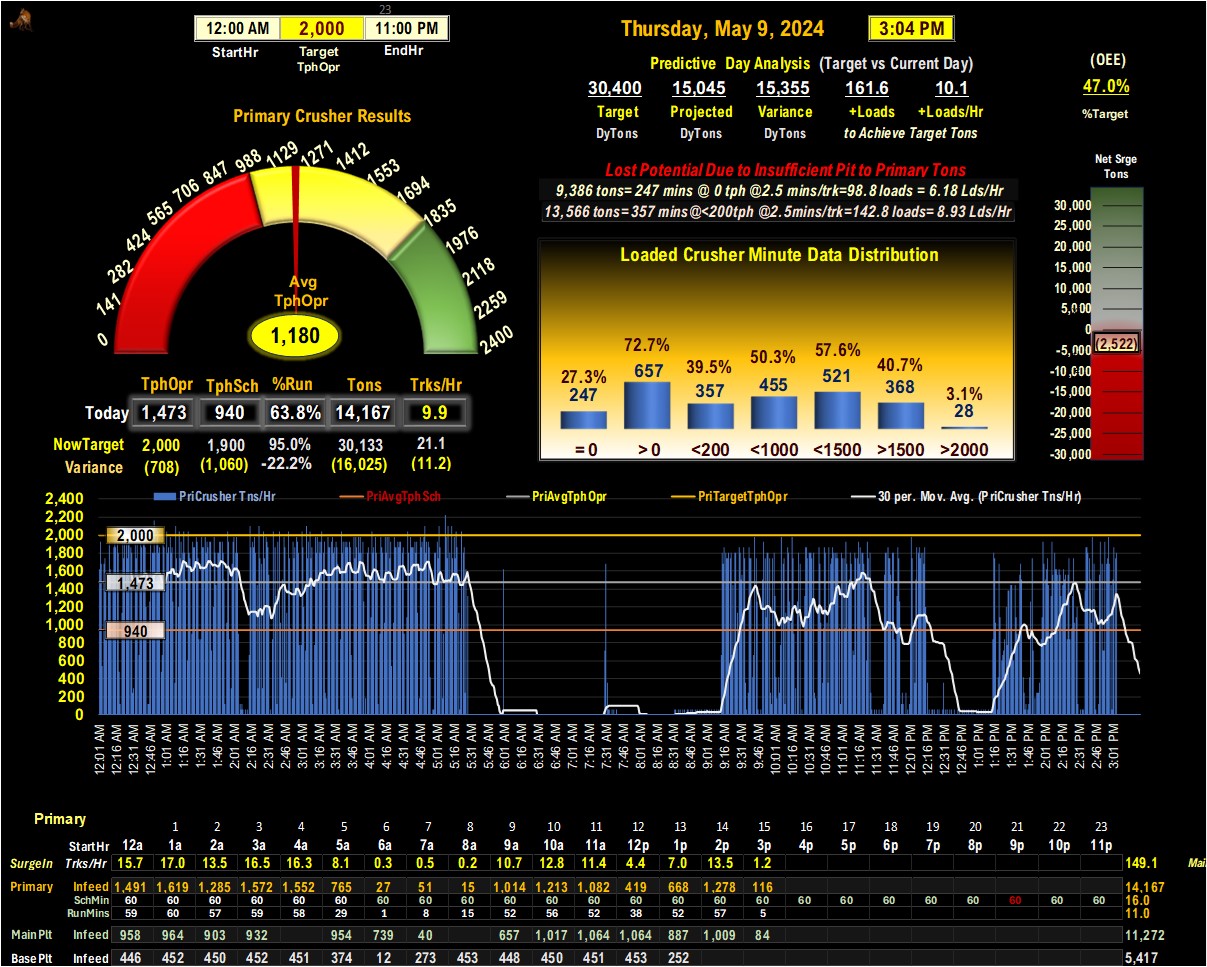 23
12:00 AM 2,000 11:00 PM
StartHr Target TphOpr EndHr
Thursday, May 9, 2024 3:04 PM
Predictive Day Analysis (Target vs Current Day)
30,400 15,045 15,355 161.6 10.1
Target Projected Variance +Loads +Loads/Hr
DyTons DyTons DyTons to Achieve Target Tons
(OEE)
47.0%
%Target
Primary Crusher Results
0
141
282
424
565
706
847
988
1129
1271
1412
1553
1694
1835
1976
2118
2259
2400
Avg
TphOpr
1,180
Lost Potential Due to Insufficient Pit to Primary Tons
9,386 tons= 247 mins @ 0 tph @2.5 mins/trk=98.8 loads = 6.18 Lds/Hr
13,566 tons= 357 mins @<200tph @2.5mins/trk=142.8 loads= 8.93 Lds/Hr
Loaded Crusher Minute Data Distribution
27.3% 72.7% 39.5% 50.3% 57.6% 40.7% 3.1%
247 657 357 455 521 368 28
= 0 > 0 <200 <1000 <1500 >1500 >2000
Net Srge
Tons
30,000
25,000
20,000
15,000
10,000
5,000
0
(2,522)
-5,000
-10,000
-15,000
-20,000
-25,000
-30,000
TphOpr TphSch %Run Tons Trks/Hr
Today 1,473 940 63.8% 14,167 9.9
NowTarget 2,000 1,900 95.0% 30,133 21.1
Variance (708) (1,060) -22.2% (16,025) (11.2)
PriCrusher Tns/Hr PriAvgTphSch PriAvgTphOpr PriTargetTphOpr 30 per. Mov. Avg. (PriCrusher Tns/Hr)
2,400
2,200
2,000 2,000
1,800
1,600
1,400 1,473
1,200
1,000
800 940
600
400
200
0
12:01 AM 12:16 AM 12:31 AM 12:46 AM 1:01 AM 1:16 AM 1:31 AM 1:46 AM 2:01 AM 2:16 AM 2:31 AM 2:46 AM 3:01 AM 3:16 AM 3:31 AM 3:46 AM 4:01 AM 4:16 AM 4:31 AM 4:46 AM 5:01 AM 5:16 AM 5:31 AM 5:46 AM 6:01 AM 6:16 AM 6:31 AM 6:46 AM 7:01 AM 7:16 AM 7:31 AM 7:46 AM 8:01 AM 8:16 AM 8:31 AM 8:46 AM 9:01 AM 9:16 AM 9:31 AM 9:46 AM 10:01 AM 10:16 AM 10:31 AM 10:46 AM 11:01 AM 11:16 AM 11:31 AM 11:46 AM 12:01 PM 12:16 PM 12:31 PM 12:46 PM 1:01 PM 1:16 PM 1:31 PM 1:46 PM 2:01 PM 2:16 PM 2:31 PM 2:46 PM 3:01 PM
Primary
1 2 3 4 5 6 7 8 9 10 11 12 13 14 15 16 17 18 19 20 21 22 23
StartHr 12a 1a 2a 3a 4a 5a 6a 7a 8a 9a 10a 11a 12p 1p 2p 3p 4p 5p 6p 7p 8p 9p 10p 11p
SurgeIn Trks/Hr 15.7 17.0 13.5 16.5 16.3 8.1 0.3 0.5 0.2 10.7 12.8 11.4 4.4 7.0 13.5 1.2 149.1
Primary Infeed 1,491 1,619 1,285 1,572 1,552 765 27 51 15 1,014 1,213 1,082 419 668 1,278 116 14,167
SchMin 60 60 60 60 60 60 60 60 60 60 60 60 60 60 60 60 60 60 60 60 60 60 60 60 16.0
RunMins 59 60 57 59 58 29 1 8 15 52 56 52 38 52 57 5 11.0
MainPlt Infeed 958 964 903 932 954 739 40 657 1,017 1,064 1,064 887 1,009 84 11,272
BasePlt Infeed 446 452 450 452 451 374 12 273 453 448 450 451 453 252 5,417